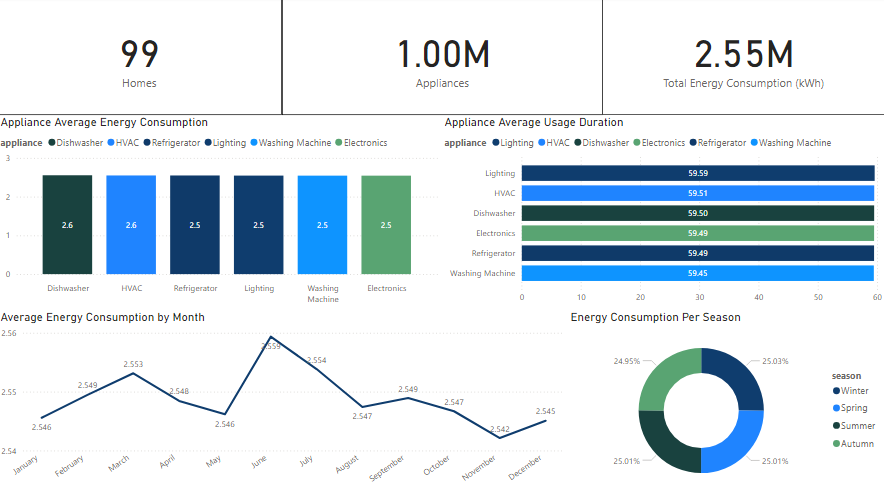 99
Homes
1.00M
Appliances
2.55M
Total Energy Consumption (kWh)
Appliance Average Energy Consumption
appliance Dishwasher HVAC Refrigerator Lighting Washing Machine Electronics
3
2
1
0
2.6
2.6
2.5
2.5
2.5
2.5
Dishwasher
HVAC
Refrigerator
Lighting
Washing
Machine
Electronics
Appliance Average Usage Duration
appliance Lighting HVAC Dishwasher Electronics Refrigerator Washing Machine
Lighting 59.59
HVAC 59.51
Dishwasher 59.50
Electronics 59.49
Refrigerator 59.49
Washing Machine 59.45
0 10 20 30 40 50 60
Average Energy Consumption by Month
2.56
2.55
2.54
2.546
2.549
2.553
2.548
2.546
2.559
2.554
2.547
2.549
2.547
2.542
2.545
January
February
March
April
May
June
July
August
September
October
November
December
Energy Consumption Per Season
24.95%
25.03%
25.01%
25.01%
season
Winter
Spring
Summer
Autumn